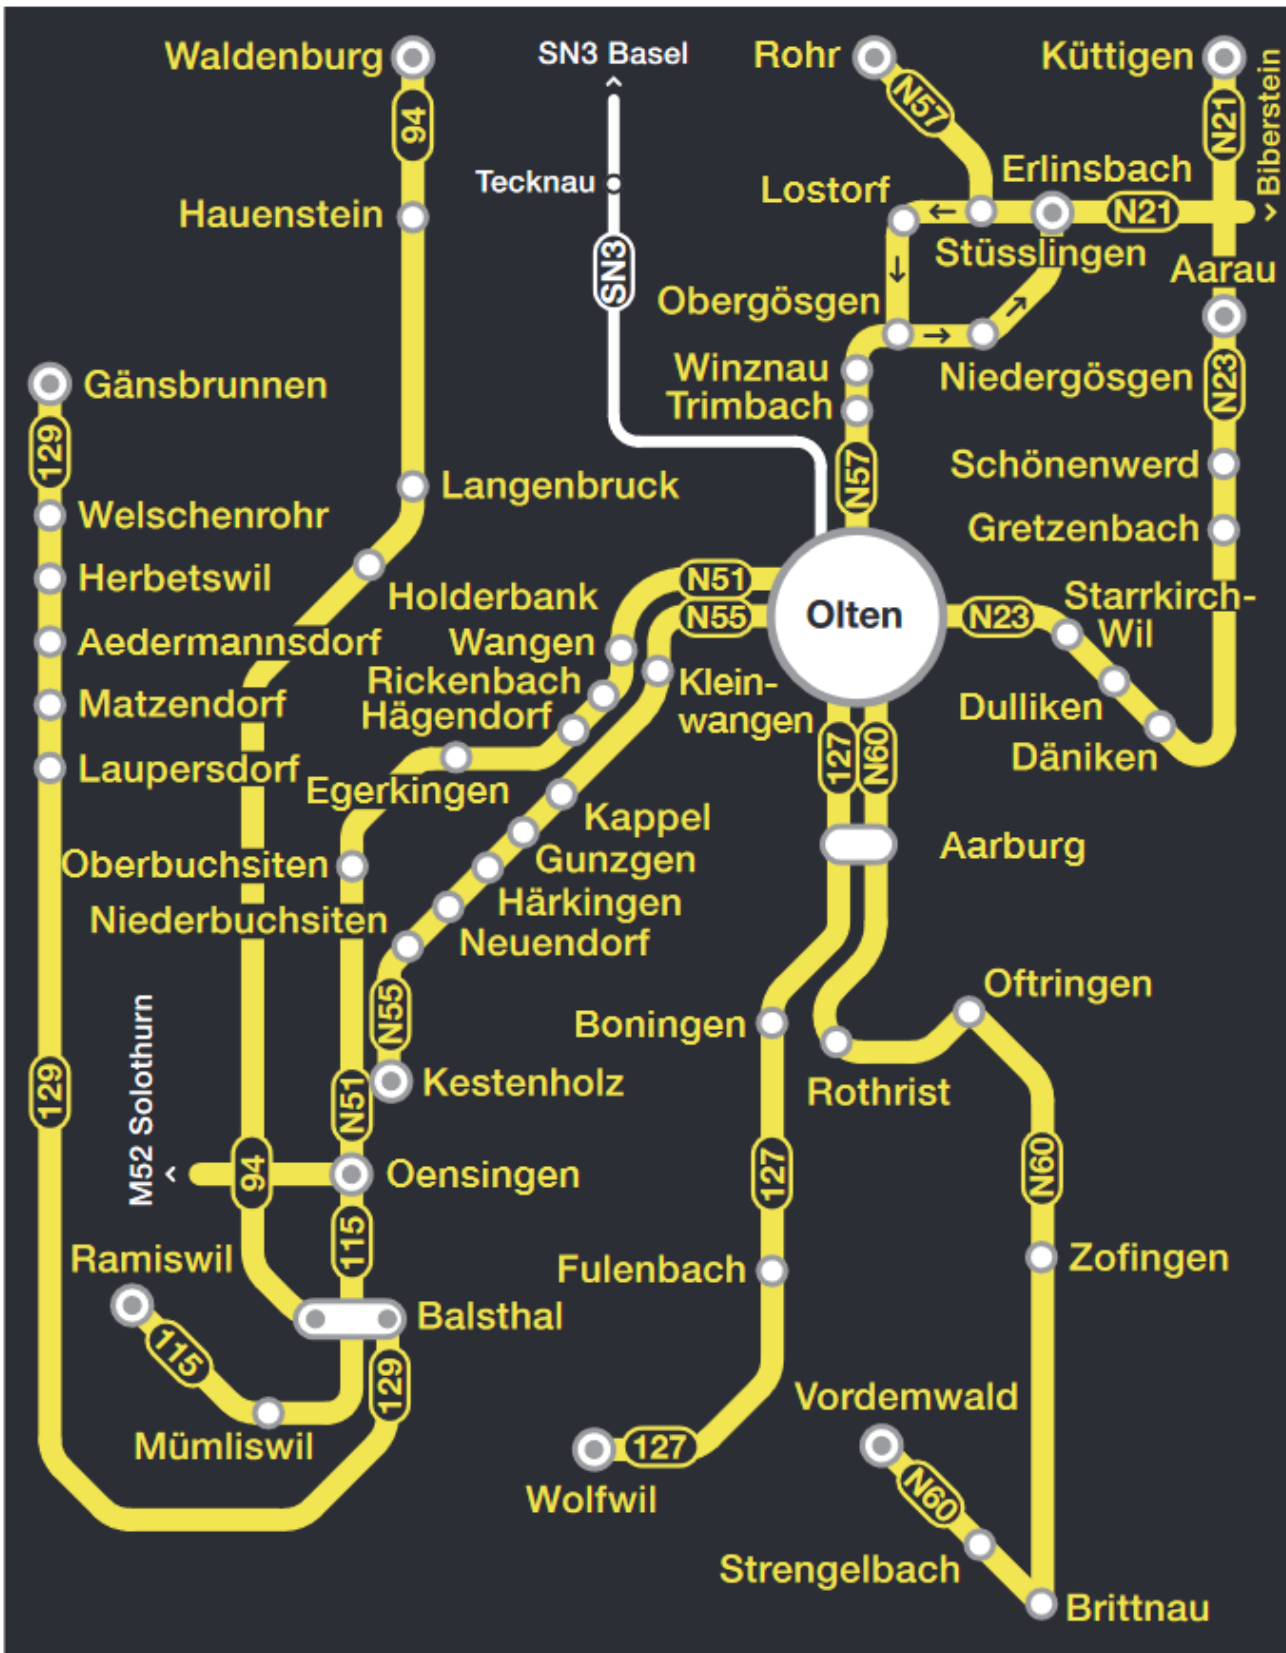 Waldenburg
SN3 Basel
Rohr
Küttigen
94
N57
N21
Biberstein
Tecknau
Erlinsbach
Lostorf
Hauenstein
N21
SN3
Stüsslingen
Aarau
Obergösgen
Winznau
Niedergösgen
N23
Gänsbrunnen
Trimbach
129
Schönenwerd
Langenbruck
N57
Welschenrohr
Gretzenbach
Herbetswil
Holderbank
N51
Olten
N23
Starrkirch-
Wil
N55
Aedermannsdorf
Wangen
Rickenbach
Klein-
wangen
Matzendorf
Hägendorf
Dulliken
Däniken
Laupersdorf
127
N60
Egerkingen
Kappel
Aarburg
Oberbuchsiten
Gunzgen
Härkingen
Niederbuchsiten
Neuendorf
Oftringen
N55
Boningen
M52 Solothurn
129
N51
Kestenholz
Rothrist
94
Oensingen
127
N60
115
Ramiswil
Fulenbach
Zofingen
Balsthal
115
129
Vordemwald
Mümliswil
127
Wolfwil
N60
Strengelbach
Brittnau